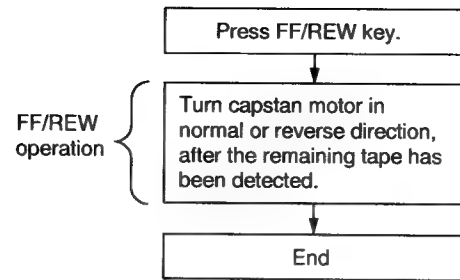 Press FF/REW key.
FF/REW
operation
Turn capstan motor in
normal or reverse direction,
after the remaining tape has
been detected.
End